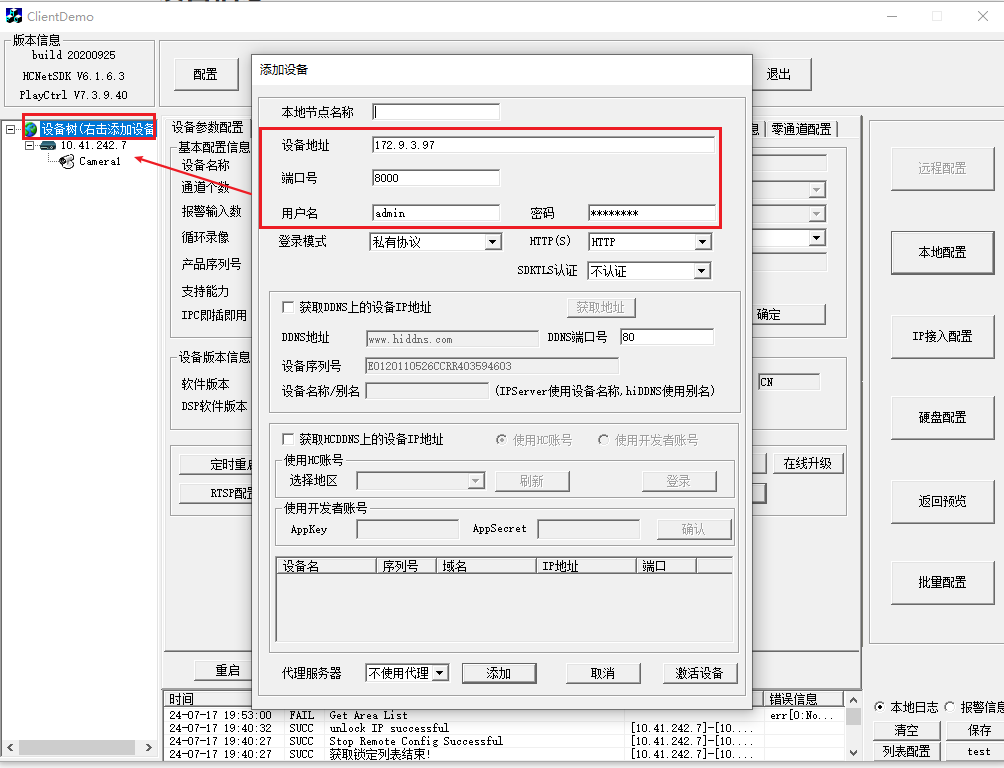 ClientDemo
版本信息
build 20200925
HCNetSDK V6.1.6.3
PlayCtrl V7.3.9.40
配置
退出
设备树(右击添加设备
10.41.242.7
Camera1
设备参数配置
零通道配置
基本配置信息
设备名称
通道个数
报警输入数
循环录像
产品序列号
支持能力
IPC即插即用
确定
设备版本信息
软件版本
CN
DSP软件版本
定时重启
在线升级
RTSP配置
重启
添加设备
本地节点名称
设备地址 172.9.3.97
端口号 8000
用户名 admin 密码 ********
登录模式 私有协议 HTTP(S) HTTP
SDKTLS认证 不认证
获取DDNS上的设备IP地址 获取地址
DDNS地址 www.hiddns.com DDNS端口号 80
设备序列号 E0120110526CCRR403594603
设备名称/别名 (IPServer使用设备名称,hiDDNS使用别名)
获取HCDDNS上的设备IP地址 使用HC账号 使用开发者账号
使用HC账号
选择地区 刷新 登录
使用开发者账号
AppKey AppSecret 确认
设备名 序列号 域名 IP地址 端口
代理服务器 不使用代理 添加 取消 激活设备
远程配置
本地配置
IP接入配置
硬盘配置
返回预览
批量配置
时间 错误信息
24-07-17 19:53:00 FAIL Get Area List err[0:No...
24-07-17 19:40:32 SUCC unlock IP successful [10.41.242.7]-[10....
24-07-17 19:40:27 SUCC Stop Remote Config Successful [10.41.242.7]-[10....
24-07-17 19:40:27 SUCC 获取锁定列表结束! [10.41.242.7]-[10....
本地日志 报警信息
清空 保存
列表配置 test